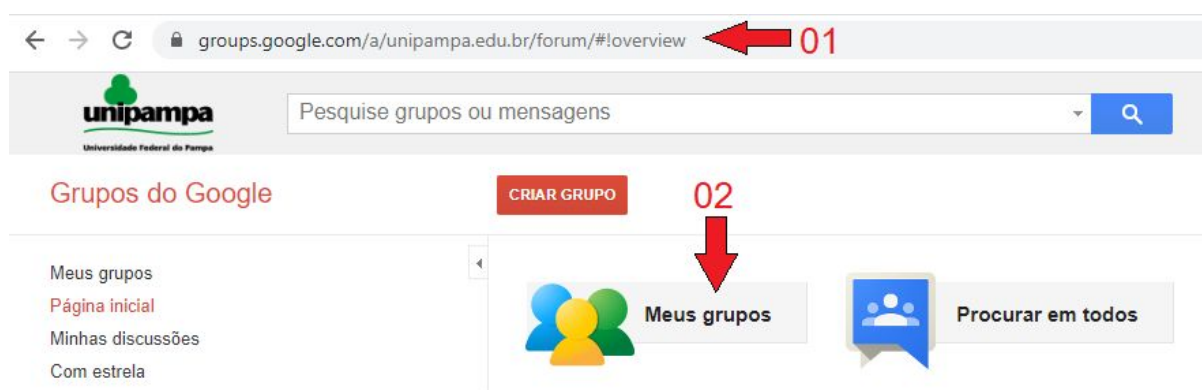 groups.google.com/a/unipampa.edu.br/forum/#!overview 01
unipampa
Universidade Federal do Pampa
Pesquise grupos ou mensagens
Grupos do Google
CRIAR GRUPO
02
Meus grupos
Página inicial
Minhas discussões
Com estrela
Meus grupos
Procurar em todos